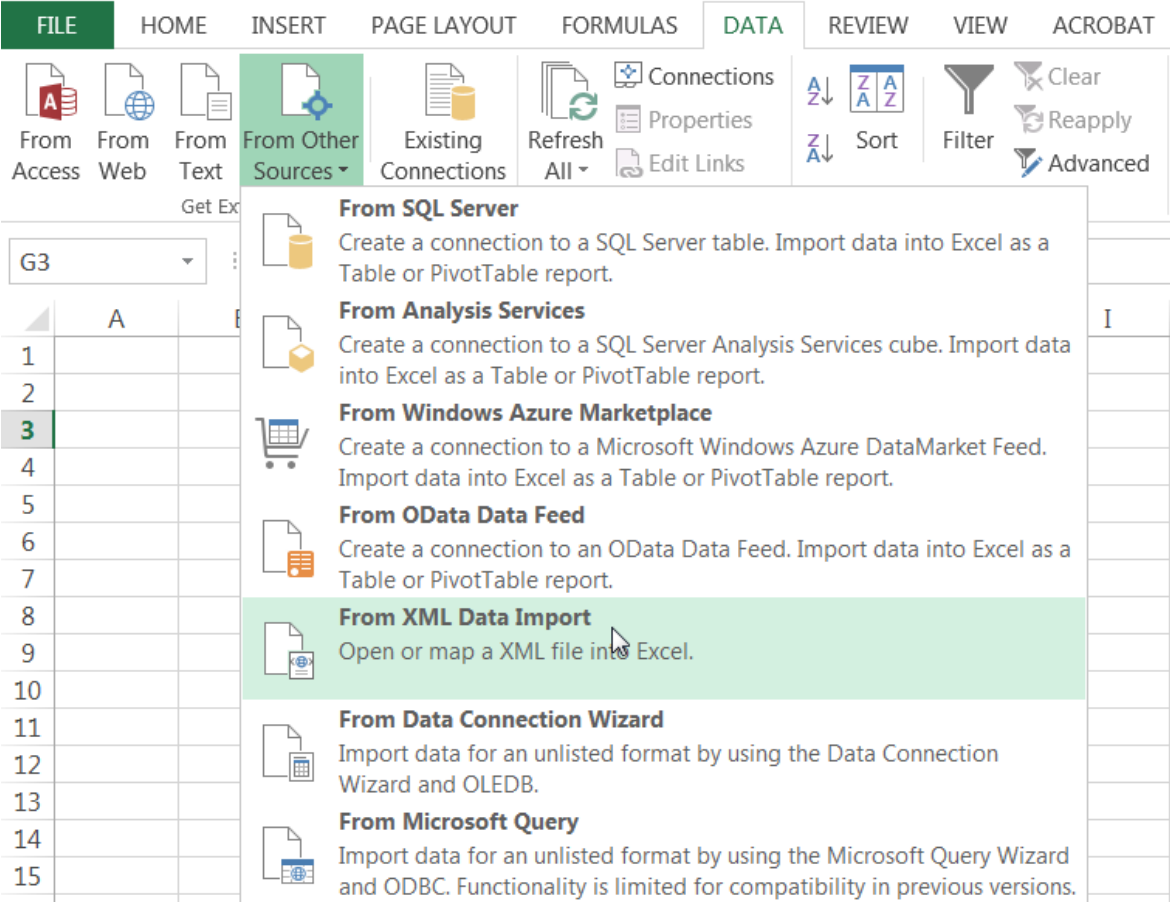 FILE HOME INSERT PAGE LAYOUT FORMULAS DATA REVIEW VIEW ACROBAT
From Access
From Web
From Text
From Other Sources
Existing Connections
Refresh All
Connections
Properties
Edit Links
Sort
Filter
Clear
Reapply
Advanced
Get Ex
G3
A I
1
2
3
4
5
6
7
8
9
10
11
12
13
14
15
From SQL Server
Create a connection to a SQL Server table. Import data into Excel as a
Table or PivotTable report.
From Analysis Services
Create a connection to a SQL Server Analysis Services cube. Import data
into Excel as a Table or PivotTable report.
From Windows Azure Marketplace
Create a connection to a Microsoft Windows Azure DataMarket Feed.
Import data into Excel as a Table or PivotTable report.
From OData Data Feed
Create a connection to an OData Data Feed. Import data into Excel as a
Table or PivotTable report.
From XML Data Import
Open or map a XML file into Excel.
From Data Connection Wizard
Import data for an unlisted format by using the Data Connection
Wizard and OLEDB.
From Microsoft Query
Import data for an unlisted format by using the Microsoft Query Wizard
and ODBC. Functionality is limited for compatibility in previous versions.